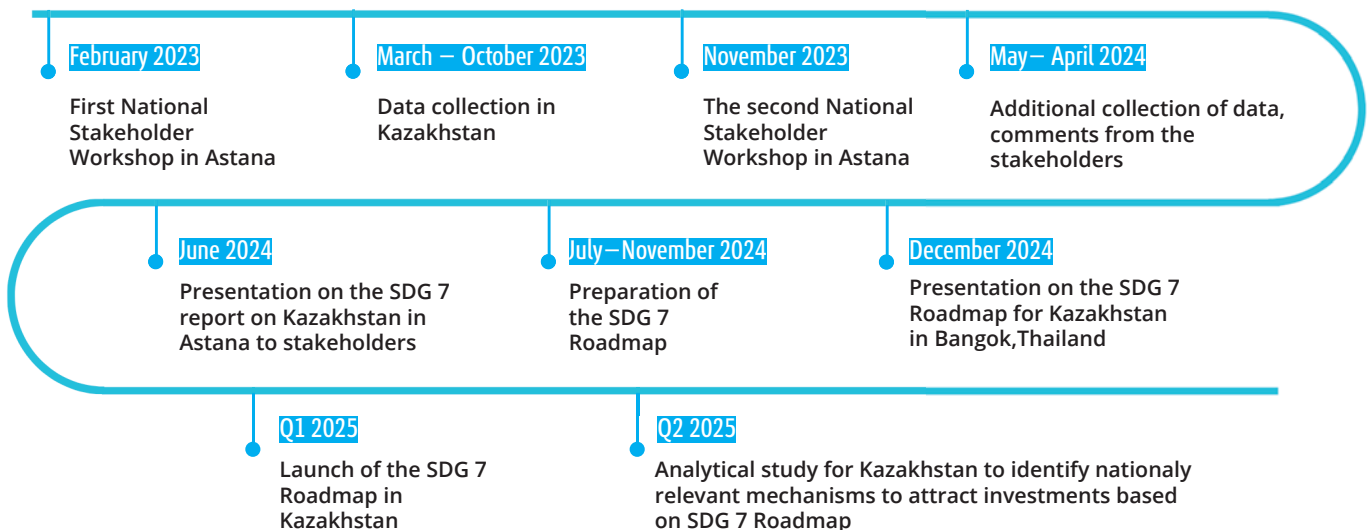 February 2023
First National
Stakeholder
Workshop in Astana
March – October 2023
Data collection in
Kazakhstan
November 2023
The second National
Stakeholder
Workshop in Astana
May– April 2024
Additional collection of data,
comments from the
stakeholders
June 2024
Presentation on the SDG 7
report on Kazakhstan in
Astana to stakeholders
July–November 2024
Preparation of
the SDG 7
Roadmap
December 2024
Presentation on the SDG 7
Roadmap for Kazakhstan
in Bangok,Thailand
Q1 2025
Launch of the SDG 7
Roadmap in
Kazakhstan
Q2 2025
Analytical study for Kazakhstan to identify nationaly
relevant mechanisms to attract investments based
on SDG 7 Roadmap